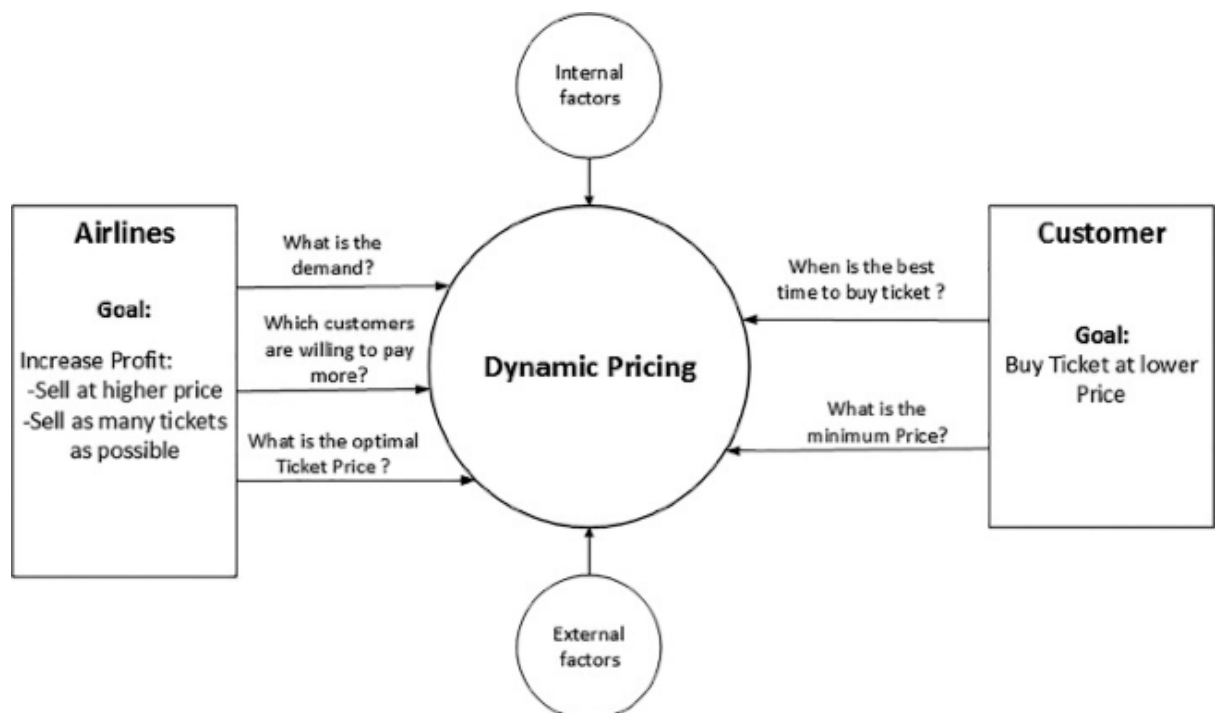 Internal
factors
Airlines
Goal:
Increase Profit:
-Sell at higher price
-Sell as many tickets
as possible
What is the
demand?
Which customers
are willing to pay
more?
What is the optimal
Ticket Price ?
Dynamic Pricing
When is the best
time to buy ticket ?
What is the
minimum Price?
Customer
Goal:
Buy Ticket at lower
Price
External
factors